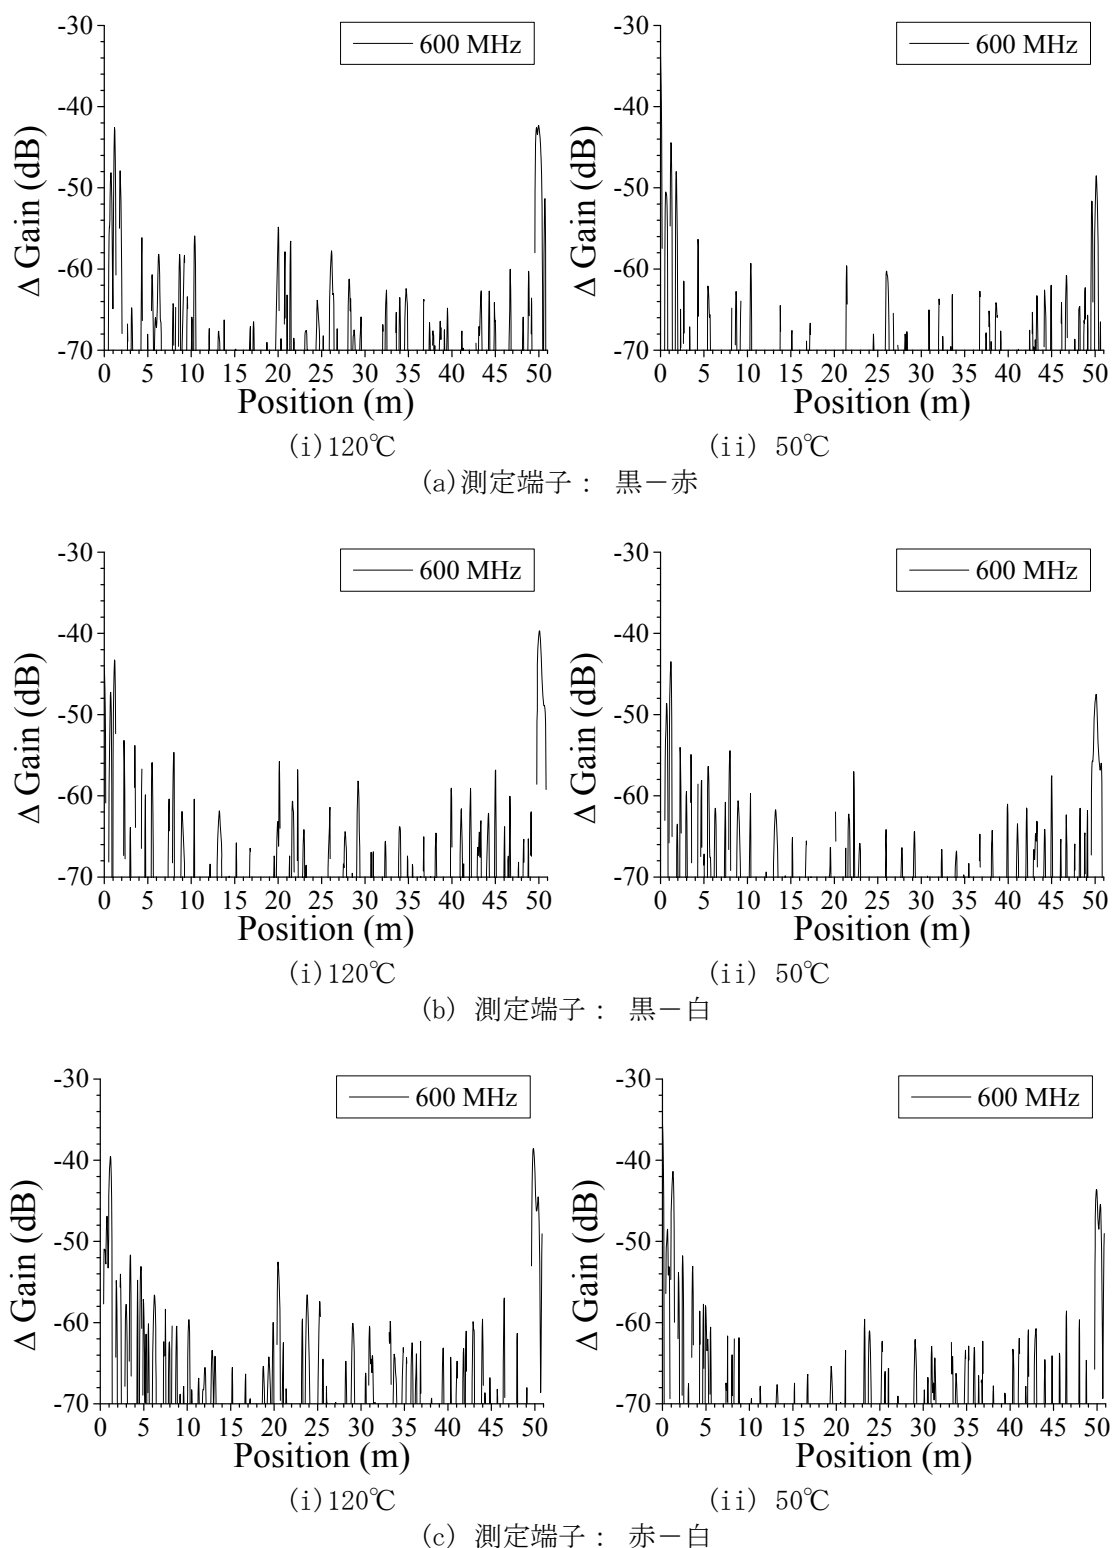 600 MHz
-30
-40
-50
-60
-70
Δ Gain (dB)
0 5 10 15 20 25 30 35 40 45 50
Position (m)
(i)120℃
600 MHz
-30
-40
-50
-60
-70
Δ Gain (dB)
0 5 10 15 20 25 30 35 40 45 50
Position (m)
(ii) 50℃
(a)測定端子： 黒－赤
600 MHz
-30
-40
-50
-60
-70
Δ Gain (dB)
0 5 10 15 20 25 30 35 40 45 50
Position (m)
(i)120℃
600 MHz
-30
-40
-50
-60
-70
Δ Gain (dB)
0 5 10 15 20 25 30 35 40 45 50
Position (m)
(ii) 50℃
(b) 測定端子： 黒－白
600 MHz
-30
-40
-50
-60
-70
Δ Gain (dB)
0 5 10 15 20 25 30 35 40 45 50
Position (m)
(i)120℃
600 MHz
-30
-40
-50
-60
-70
Δ Gain (dB)
0 5 10 15 20 25 30 35 40 45 50
Position (m)
(ii) 50℃
(c) 測定端子： 赤－白